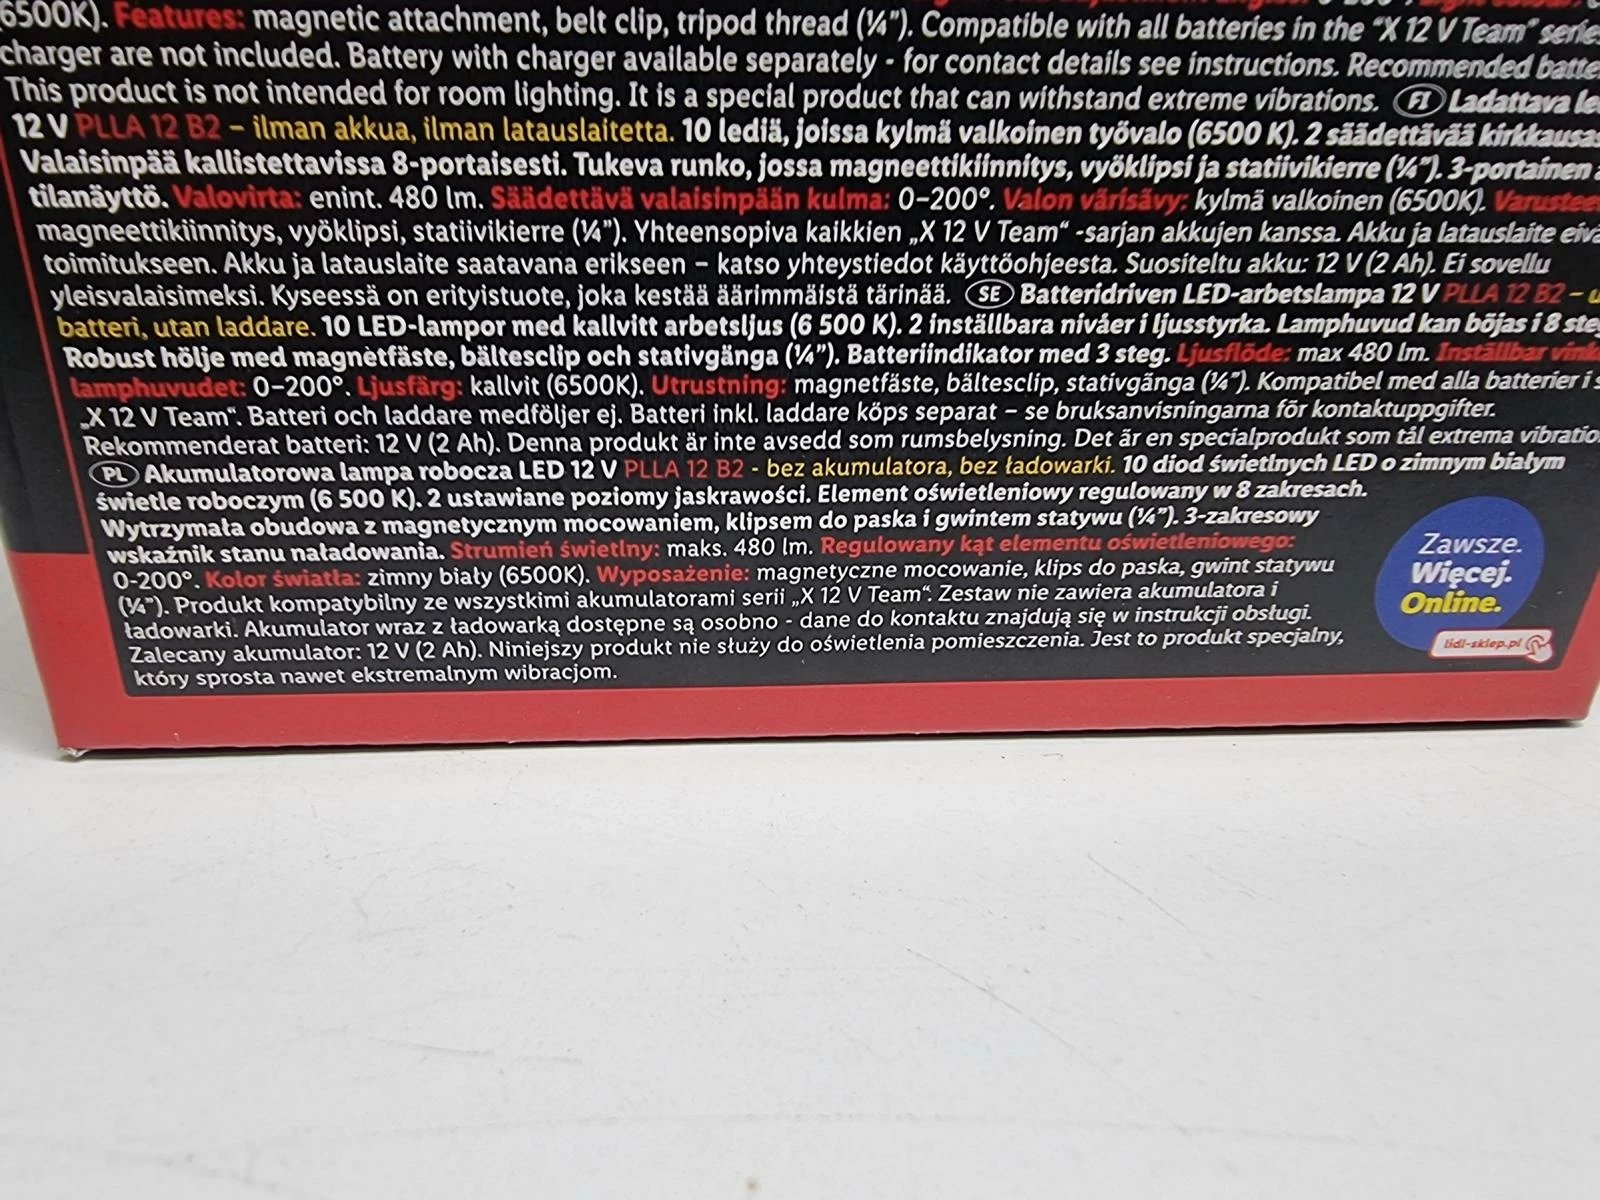 6500K). Features: magnetic attachment, belt clip, tripod thread (¼”). Compatible with all batteries in the “X 12 V Team” series
charger are not included. Battery with charger available separately - for contact details see instructions. Recommended
This product is not intended for room lighting. It is a special product that can withstand extreme vibrations. FI Ladattava
12 V PLLA 12 B2 – ilman akkua, ilman latauslaitetta. 10 lediä, joissa kylmä valkoinen työvalo (6500 K). 2 säädettävää
Valaisinpää kallistettavissa 8-portaisesti. Tukeva runko, jossa magneettikiinnitys, vyöklipsi ja statiivikierre (¼”). 3-portainen
tilanäyttö. Valovirta: enint. 480 lm. Säädettävä valaisinpään kulma: 0–200°. Valon värisävy: kylmä valkoinen (6500K).
magneettikiinnitys, vyöklipsi, statiivikierre (¼”). Yhteensopiva kaikkien „X 12 V Team“ -sarjan akkujen kanssa. Akku ja latauslaite
toimitukseen. Akku ja latauslaite saatavana erikseen – katso yhteystiedot käyttöohjeesta. Suositeltu akku: 12 V (2 Ah). Ei sovellu
yleisvalaisimeksi. Kyseessä on erityistuote, joka kestää äärimmäistä tärinää. SE Batteridriven LED-arbetslampa 12 V PLLA 12 B2 –
batteri, utan laddare. 10 LED-lampor med kallvitt arbetsljus (6 500 K). 2 inställbara nivåer i ljusstyrka. Lamphuvud kan böjas i 8
Robust hölje med magnetfäste, bältesclip och stativgänga (¼”). Batteriindikator med 3 steg. Ljusflöde: max 480 lm. Inställbar
lamphuvudet: 0–200°. Ljusfärg: kallvit (6500K). Utrustning: magnetfäste, bältesclip, stativgänga (¼”). Kompatibel med alla batterier i
„X 12 V Team“. Batteri och laddare medföljer ej. Batteri inkl. laddare köps separat – se bruksanvisningarna för kontaktuppgifter.
Rekommenderat batteri: 12 V (2 Ah). Denna produkt är inte avsedd som rumsbelysning. Det är en specialprodukt som tål extrema
PL Akumulatorowa lampa robocza LED 12 V PLLA 12 B2 - bez akumulatora, bez ładowarki. 10 diod świetlnych LED o zimnym białym
świetle roboczym (6 500 K). 2 ustawiane poziomy jaskrawości. Element oświetleniowy regulowany w 8 zakresach.
Wytrzymała obudowa z magnetycznym mocowaniem, klipsem do paska i gwintem statywu (¼”). 3-zakresowy
wskaźnik stanu naładowania. Strumień świetlny: maks. 480 lm. Regulowany kąt elementu oświetleniowego:
0-200°. Kolor światła: zimny biały (6500K). Wyposażenie: magnetyczne mocowanie, klips do paska, gwint statywu
(¼”). Produkt kompatybilny ze wszystkimi akumulatorami serii „X 12 V Team“. Zestaw nie zawiera akumulatora i
ładowarki. Akumulator wraz z ładowarką dostępne są osobno - dane do kontaktu znajdują się w instrukcji obsługi.
Zalecany akumulator: 12 V (2 Ah). Niniejszy produkt nie służy do oświetlenia pomieszczenia. Jest to produkt specjalny,
który sprosta nawet ekstremalnym wibracjom.
Zawsze.
Więcej.
Online.
lidl-sklep.pl